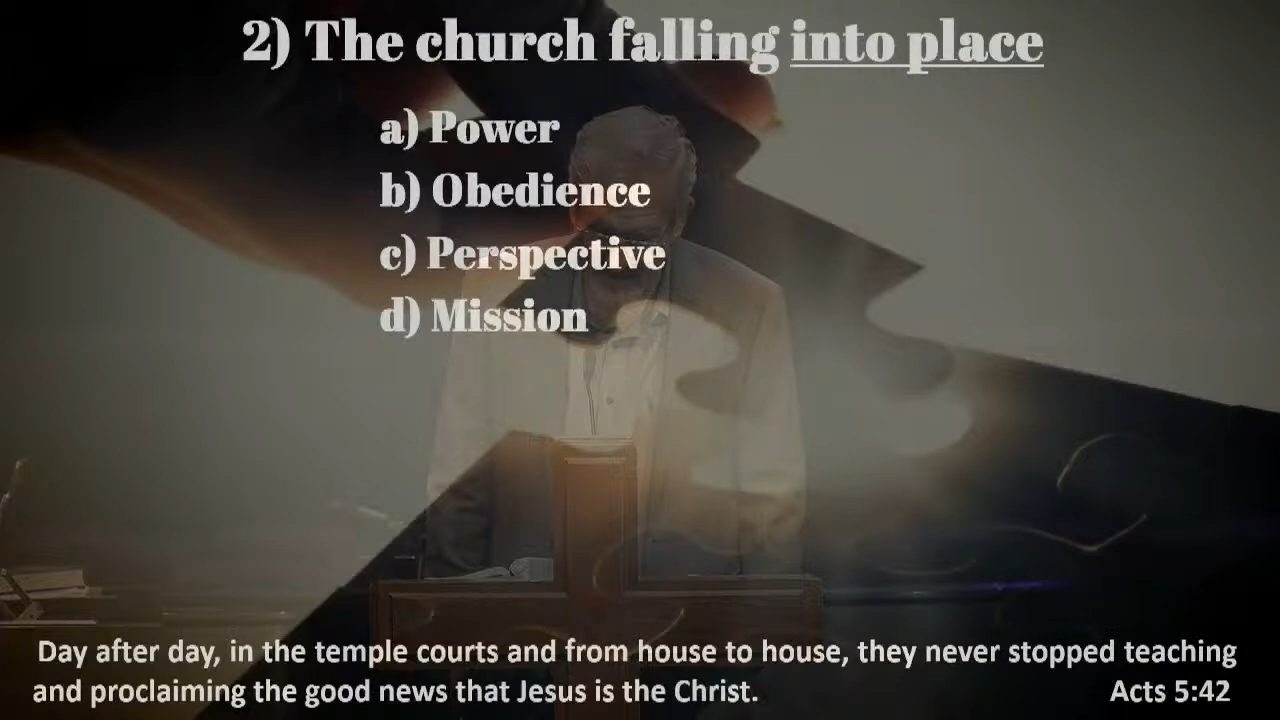 2) The church falling into place
a) Power
b) Obedience
c) Perspective
d) Mission
Day after day, in the temple courts and from house to house, they never stopped teaching
and proclaiming the good news that Jesus is the Christ. Acts 5:42